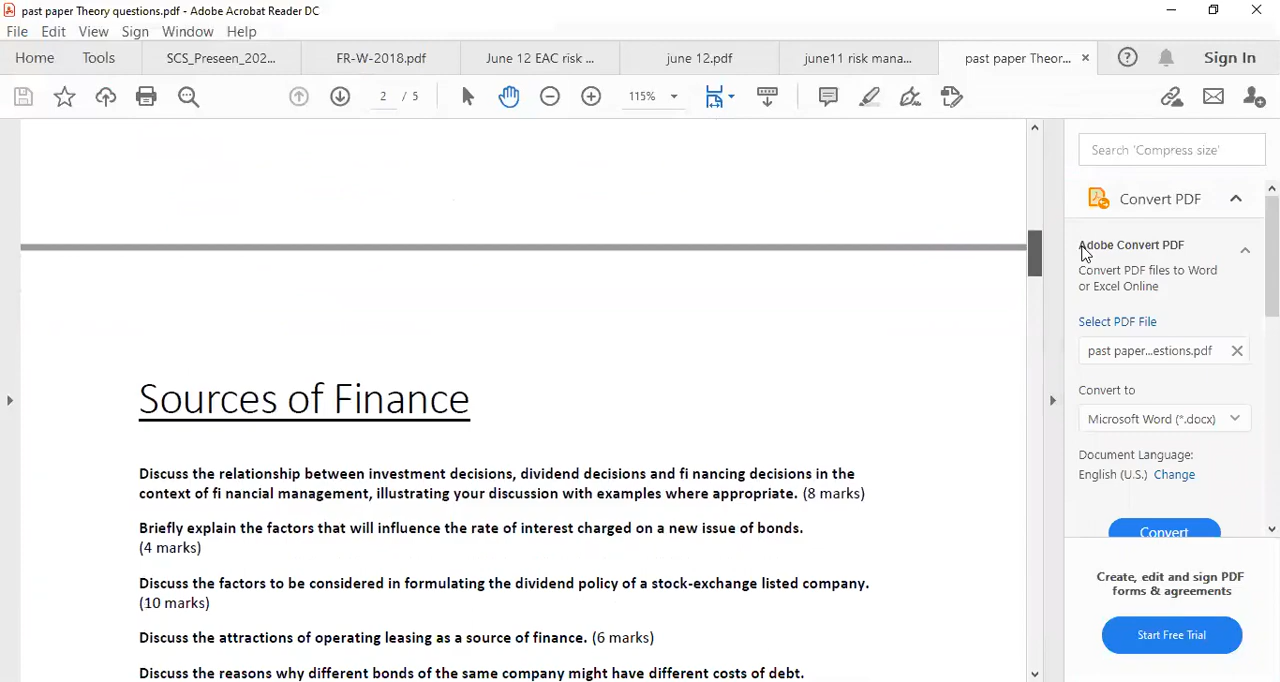 past paper Theory questions.pdf - Adobe Acrobat Reader DC
File Edit View Sign Window Help
Home Tools SCS_Preseen_202... FR-W-2018.pdf June 12 EAC risk ... june 12.pdf june11 risk mana... past paper Theor... × ? Sign In
2 / 5 115%
Search 'Compress size'
Convert PDF
Adobe Convert PDF
Convert PDF files to Word
or Excel Online
Select PDF File
past paper...estions.pdf
Convert to
Microsoft Word (*.docx)
Document Language:
English (U.S.) Change
Convert
Create, edit and sign PDF
forms & agreements
Start Free Trial
Sources of Finance
Discuss the relationship between investment decisions, dividend decisions and fi nancing decisions in the
context of fi nancial management, illustrating your discussion with examples where appropriate. (8 marks)
Briefly explain the factors that will influence the rate of interest charged on a new issue of bonds.
(4 marks)
Discuss the factors to be considered in formulating the dividend policy of a stock-exchange listed company.
(10 marks)
Discuss the attractions of operating leasing as a source of finance. (6 marks)
Discuss the reasons why different bonds of the same company might have different costs of debt.